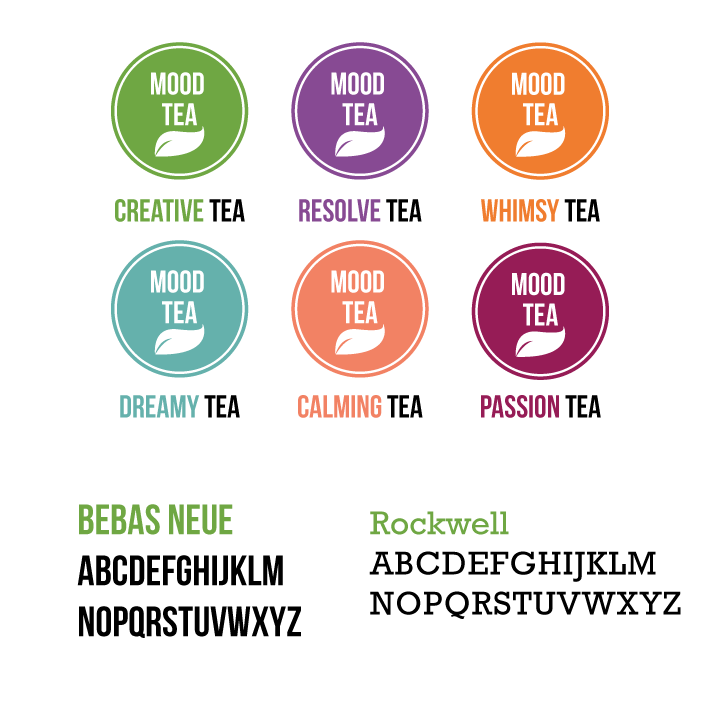 MOOD
TEA
MOOD
TEA
MOOD
TEA
CREATIVE TEA
RESOLVE TEA
WHIMSY TEA
MOOD
TEA
MOOD
TEA
MOOD
TEA
DREAMY TEA
CALMING TEA
PASSION TEA
BEBAS NEUE
ABCDEFGHIJKLM
NOPQRSTUVWXYZ
Rockwell
ABCDEFGHIJKLM
NOPQRSTUVWXYZ